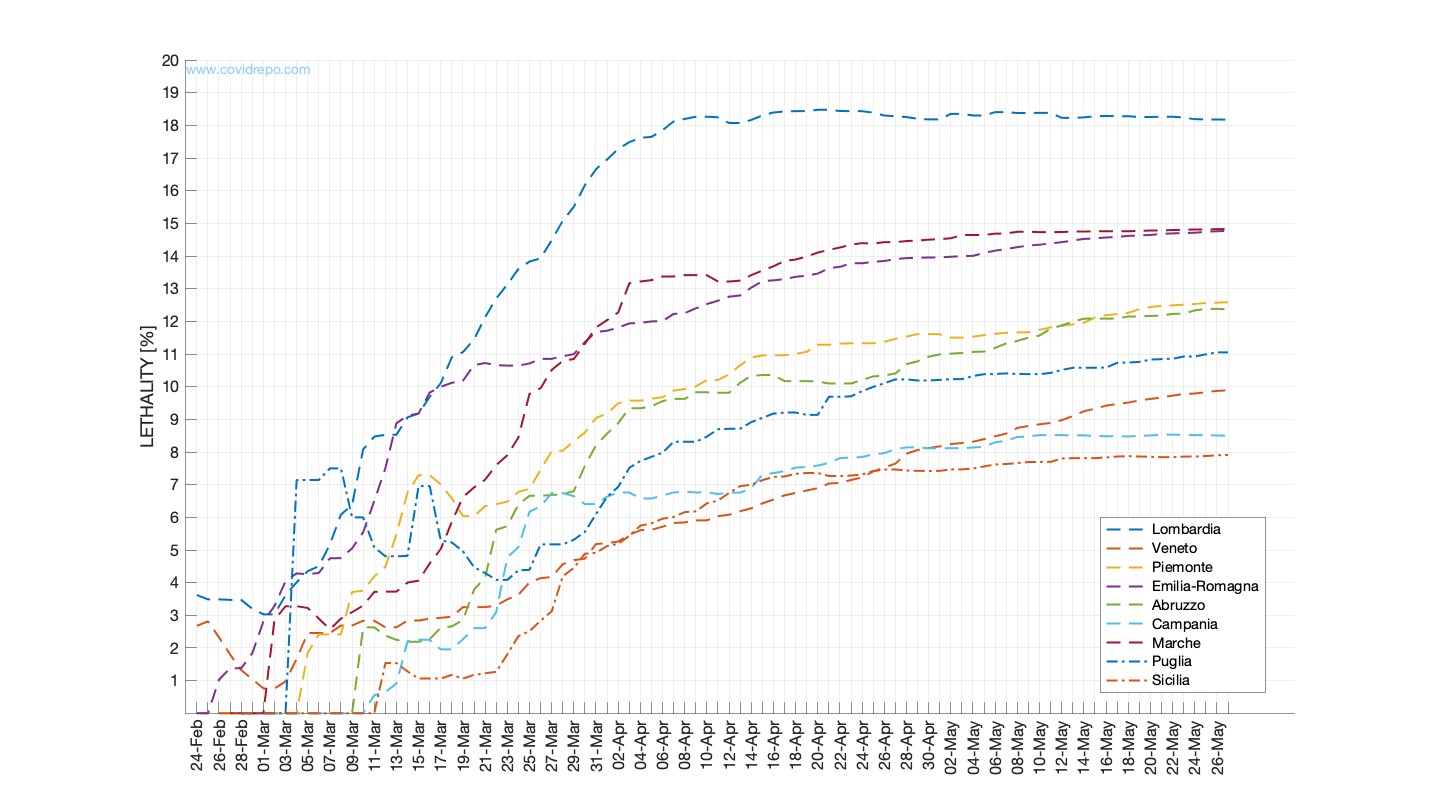 www.covidrepo.com
LETHALITY [%]
20
19
18
17
16
15
14
13
12
11
10
9
8
7
6
5
4
3
2
1
24-Feb
26-Feb
28-Feb
01-Mar
03-Mar
05-Mar
07-Mar
09-Mar
11-Mar
13-Mar
15-Mar
17-Mar
19-Mar
21-Mar
23-Mar
25-Mar
27-Mar
29-Mar
31-Mar
02-Apr
04-Apr
06-Apr
08-Apr
10-Apr
12-Apr
14-Apr
16-Apr
18-Apr
20-Apr
22-Apr
24-Apr
26-Apr
28-Apr
30-Apr
02-May
04-May
06-May
08-May
10-May
12-May
14-May
16-May
18-May
20-May
22-May
24-May
26-May
Lombardia
Veneto
Piemonte
Emilia-Romagna
Abruzzo
Campania
Marche
Puglia
Sicilia